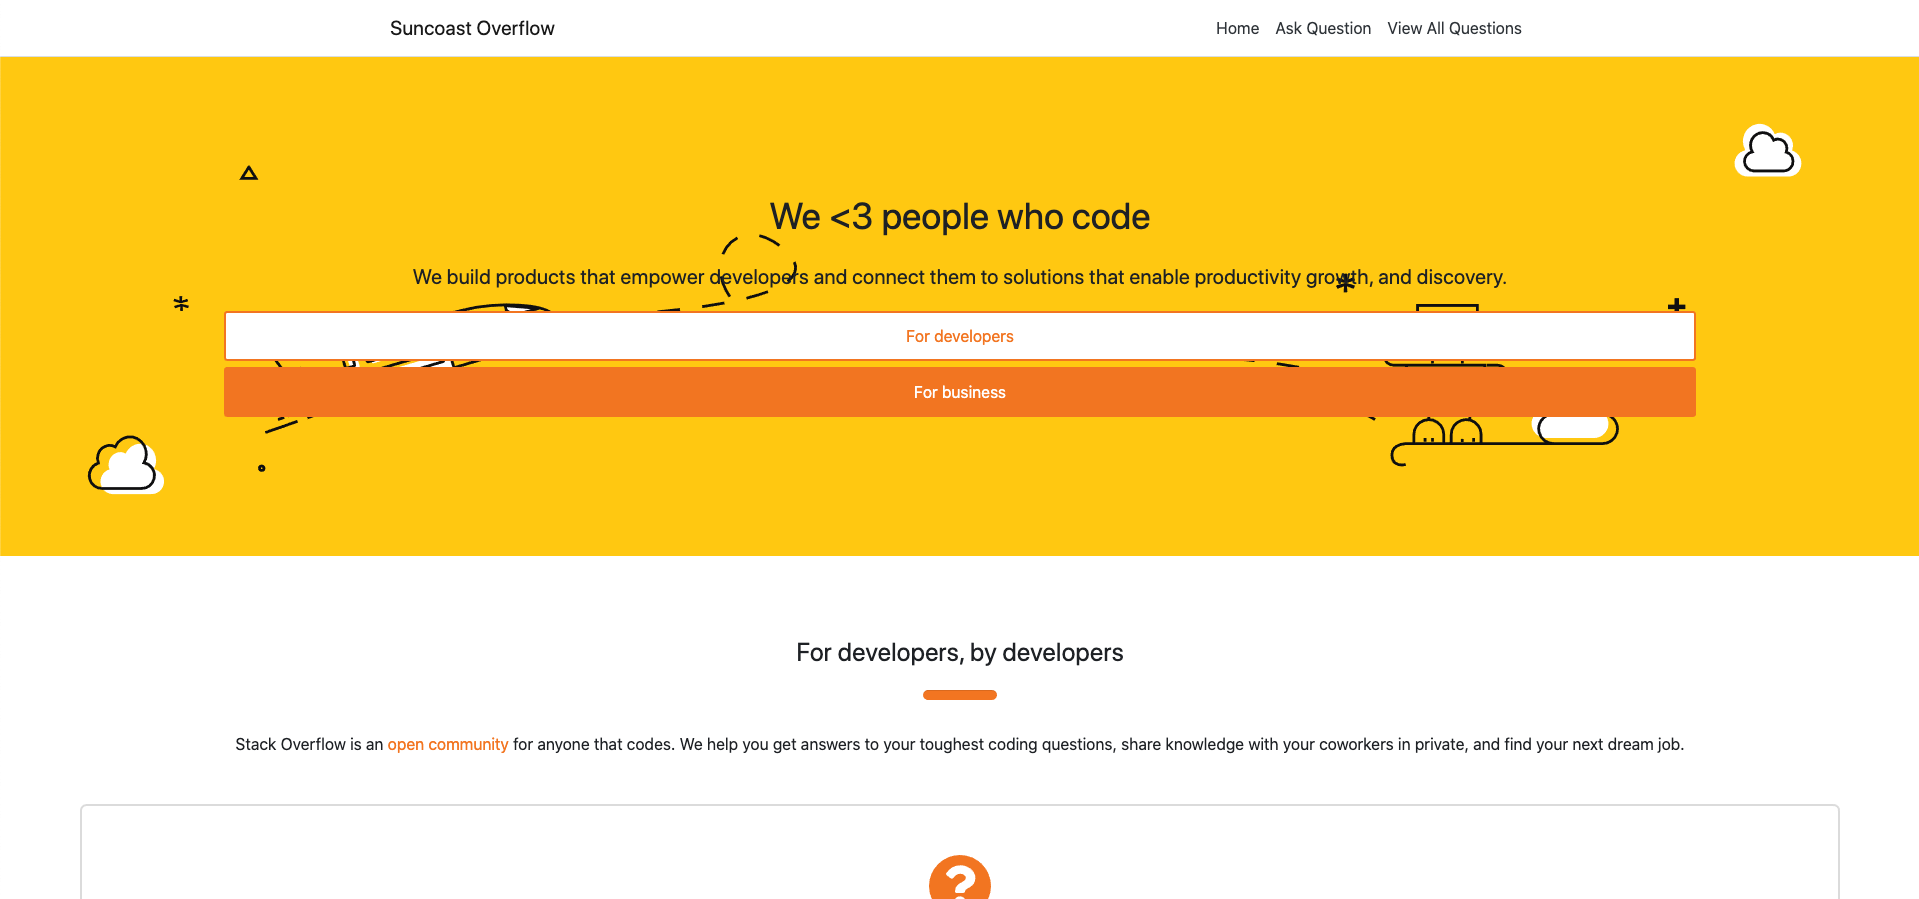 Suncoast Overflow
Home Ask Question View All Questions
We <3 people who code
We build products that empower developers and connect them to solutions that enable productivity growth, and discovery.
For developers
For business
For developers, by developers
Stack Overflow is an open community for anyone that codes. We help you get answers to your toughest coding questions, share knowledge with your coworkers in private, and find your next dream job.